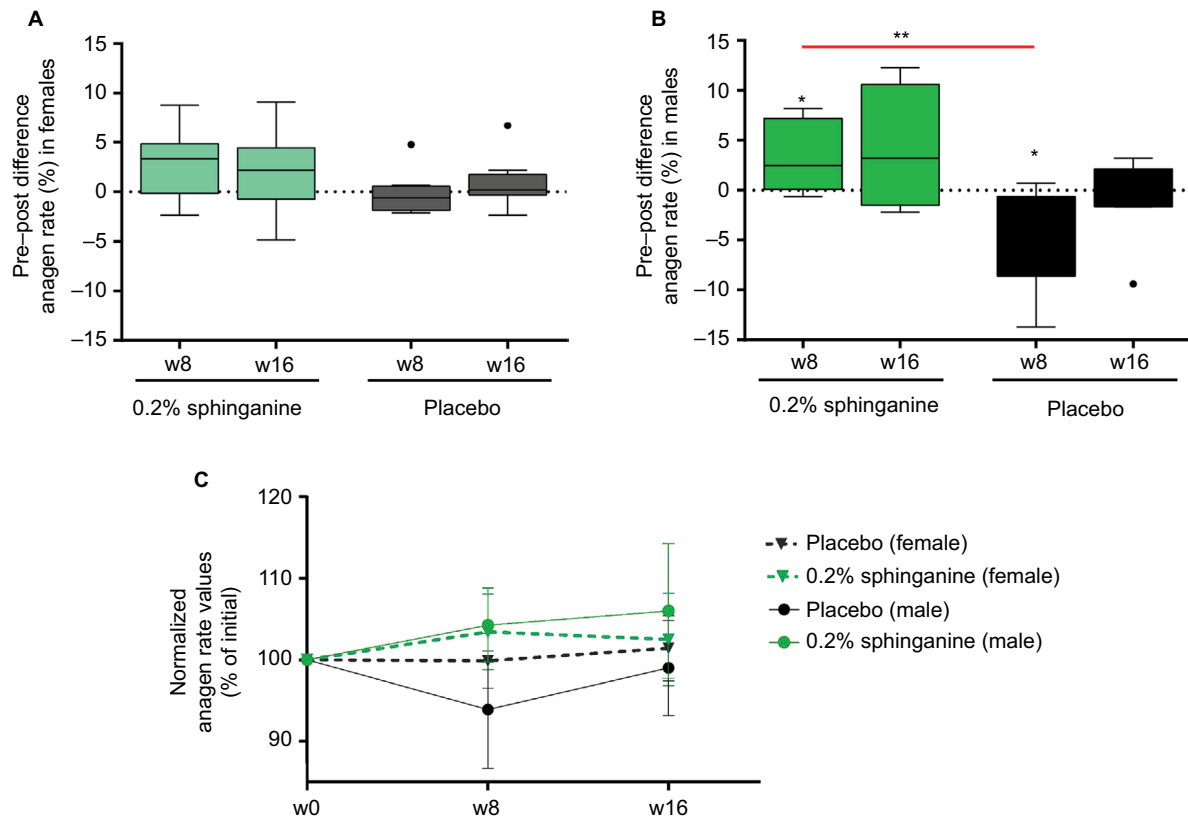 A
15
10
5
0
–5
–10
–15
Pre–post difference
anagen rate (%) in females
w8
w16
w8
w16
0.2% sphinganine
Placebo
B
15
10
5
0
–5
–10
–15
Pre–post difference
anagen rate (%) in males
**
*
*
w8
w16
w8
w16
0.2% sphinganine
Placebo
C
120
110
100
90
Normalized
anagen rate values
(% of initial)
w0
w8
w16
Placebo (female)
0.2% sphinganine (female)
Placebo (male)
0.2% sphinganine (male)